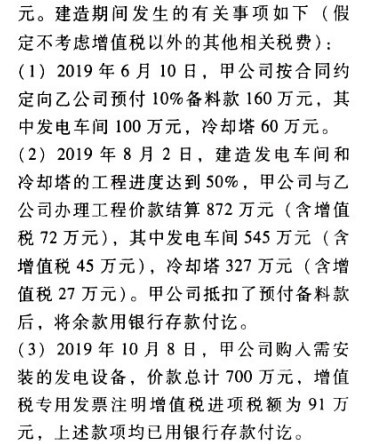 元。建造期间发生的有关事项如下（假
定不考虑增值税以外的其他相关税费）：
（1）2019 年 6 月 10 日，甲公司按合同约
定向乙公司预付 10% 备料款 160 万元，其
中发电车间 100 万元，冷却塔 60 万元。
（2）2019 年 8 月 2 日，建造发电车间和
冷却塔的工程进度达到 50%，甲公司与乙
公司办理工程价款结算 872 万元（含增值
税 72 万元），其中发电车间 545 万元（含
增值税 45 万元），冷却塔 327 万元（含增
值税 27 万元）。甲公司抵扣了预付备料款
后，将余款用银行存款付讫。
（3）2019 年 10 月 8 日，甲公司购入需安
装的发电设备，价款总计 700 万元，增值
税专用发票注明增值税进项税额为 91 万
元，上述款项均已用银行存款付讫。